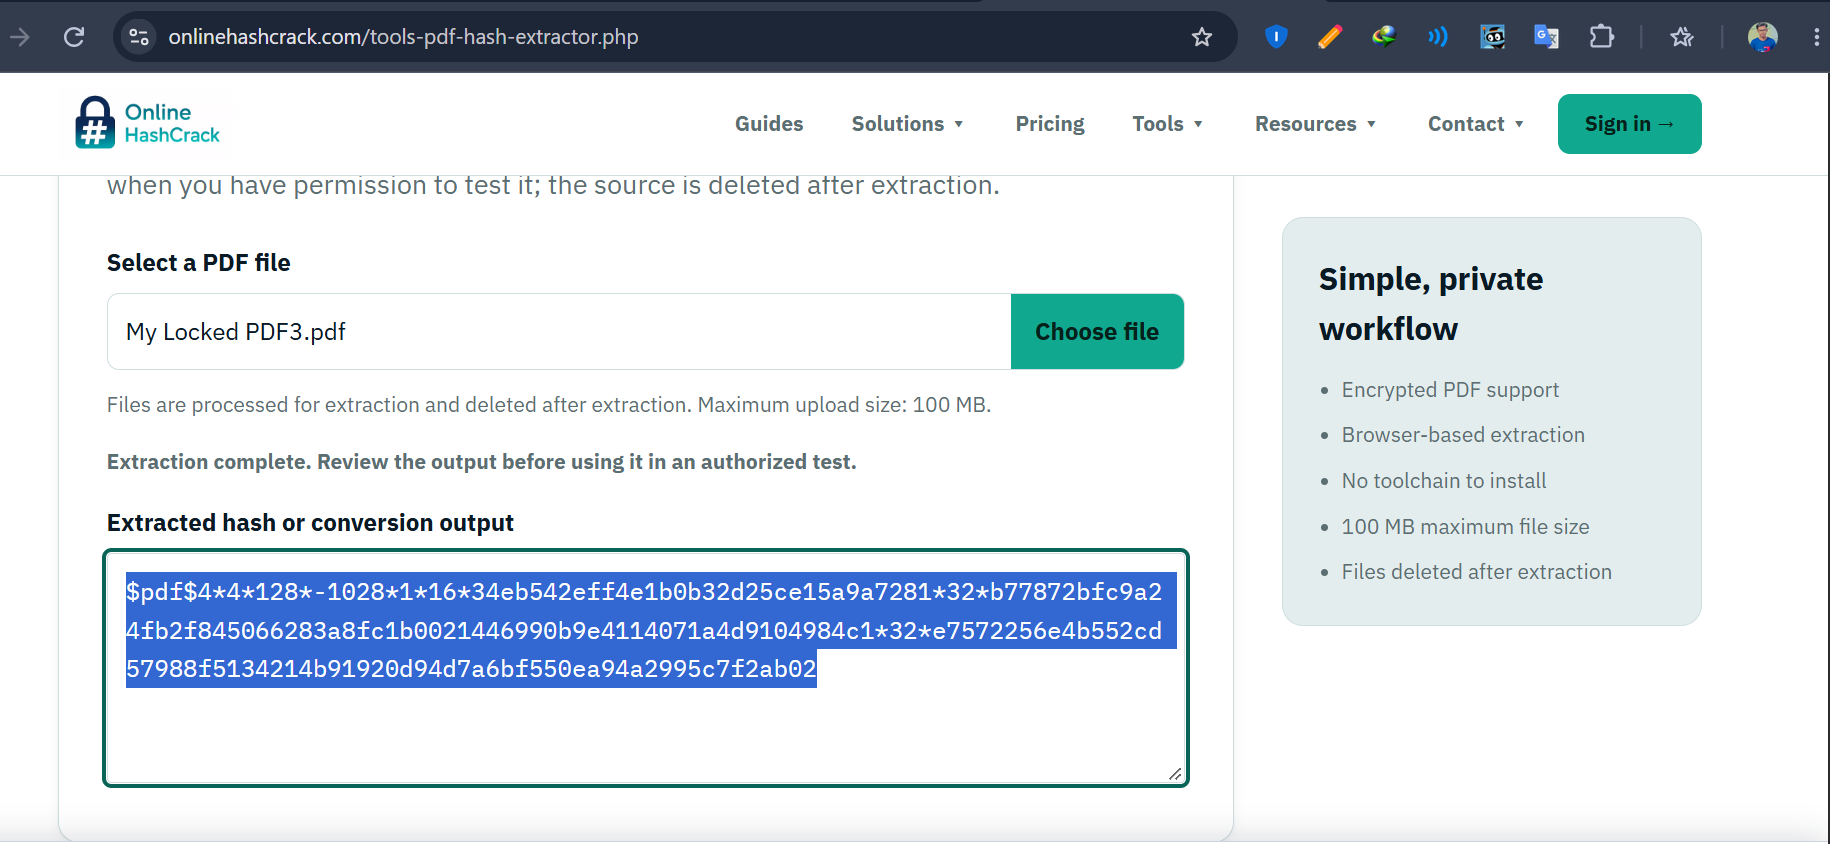 onlinehashcrack.com/tools-pdf-hash-extractor.php
Online
HashCrack
Guides
Solutions
Pricing
Tools
Resources
Contact
Sign in →
when you have permission to test it; the source is deleted after extraction.
Select a PDF file
My Locked PDF3.pdf
Choose file
Files are processed for extraction and deleted after extraction. Maximum upload size: 100 MB.
Extraction complete. Review the output before using it in an authorized test.
Extracted hash or conversion output
$pdf$4*4*128*-1028*1*16*34eb542eff4e1b0b32d25ce15a9a7281*32*b77872bfc9a2
4fb2f845066283a8fc1b0021446990b9e4114071a4d9104984c1*32*e7572256e4b552cd
57988f5134214b91920d94d7a6bf550ea94a2995c7f2ab02
Simple, private
workflow
• Encrypted PDF support
• Browser-based extraction
• No toolchain to install
• 100 MB maximum file size
• Files deleted after extraction